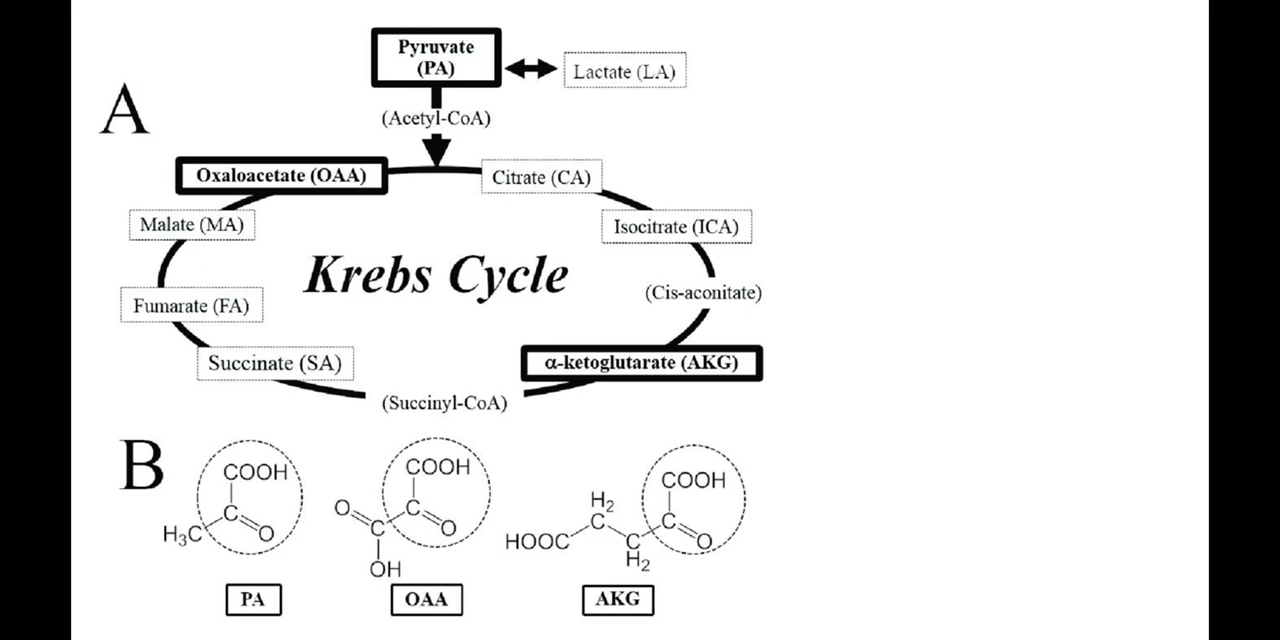 A
Pyruvate
(PA)
Lactate (LA)
(Acetyl-CoA)
Oxaloacetate (OAA)
Citrate (CA)
Malate (MA)
Isocitrate (ICA)
Krebs Cycle
(Cis-aconitate)
Fumarate (FA)
Succinate (SA)
α-ketoglutarate (AKG)
(Succinyl-CoA)
B
COOH
C
O
H₃C
PA
COOH
O
C
C
O
OH
OAA
COOH
H₂
C
C
HOOC
C
O
H₂
AKG